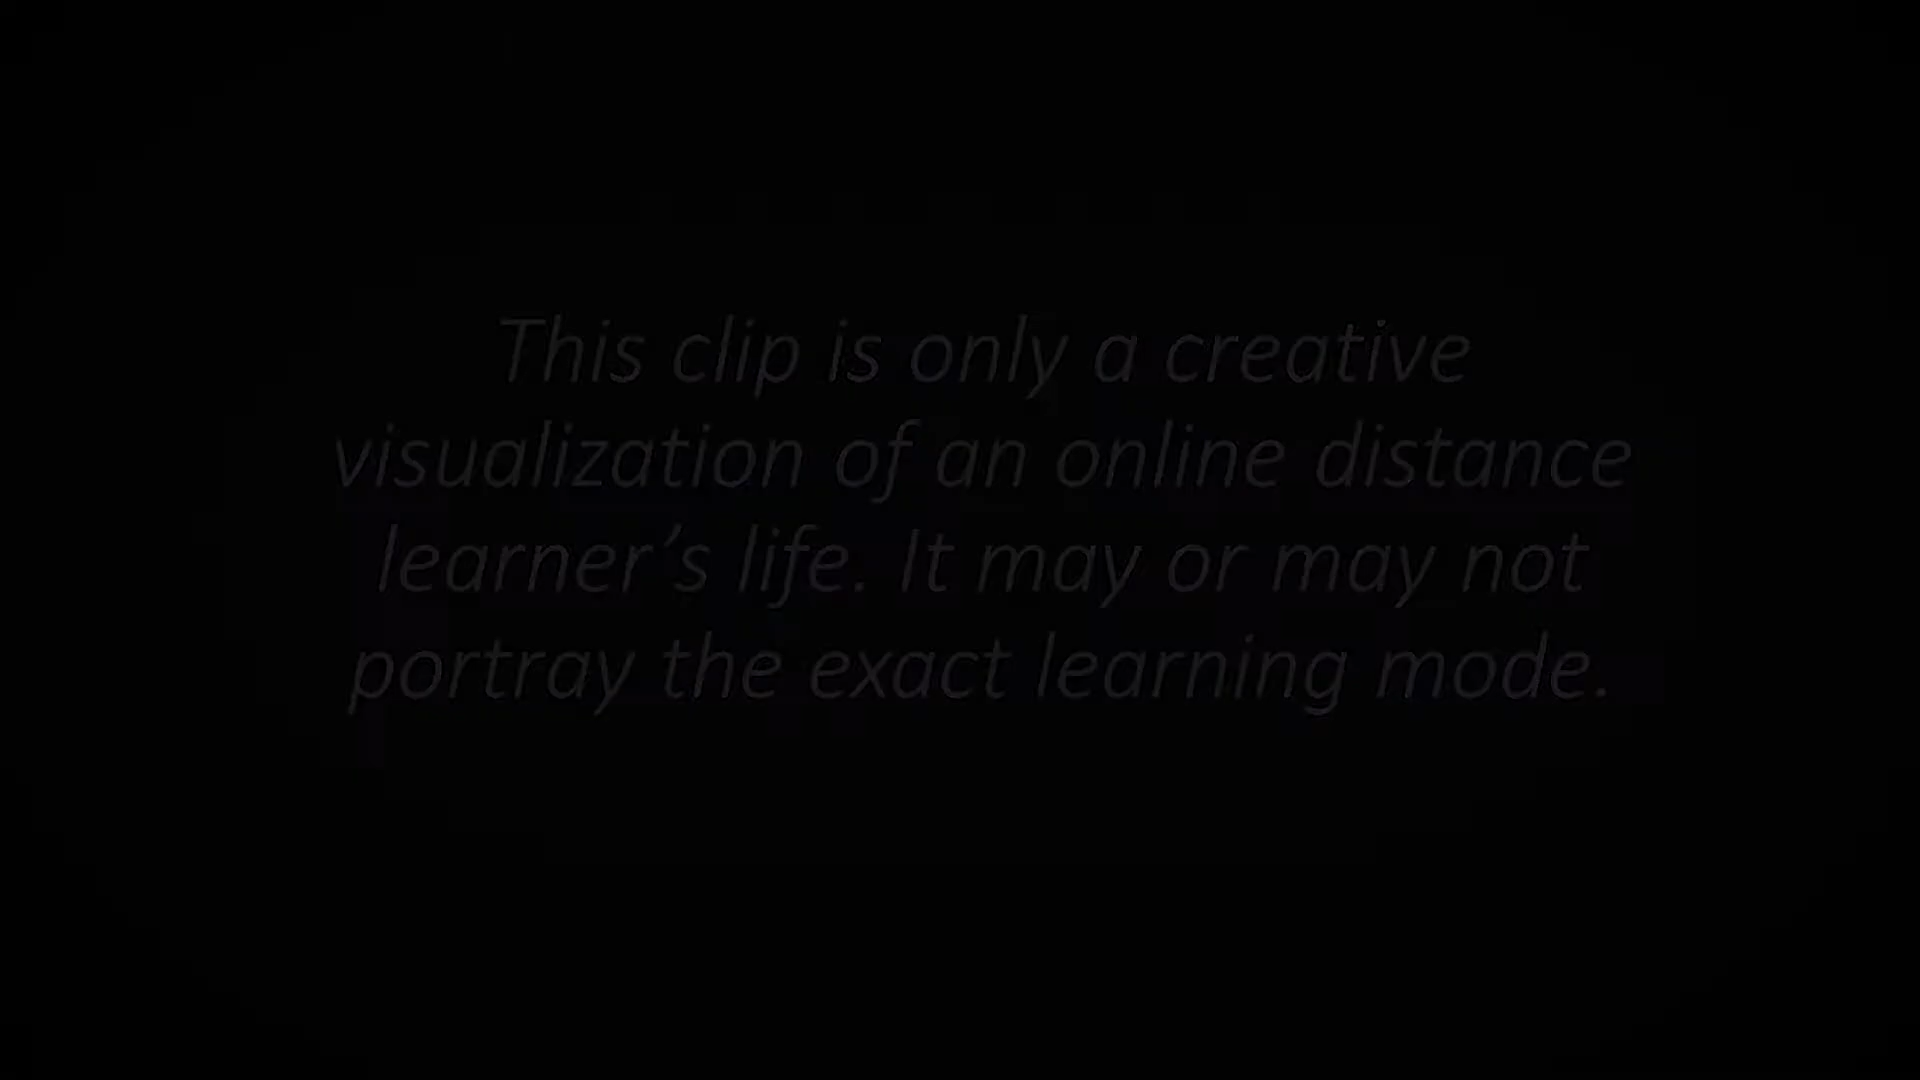 This clip is only a creative
visualization of an online distance
learner’s life. It may or may not
portray the exact learning mode.